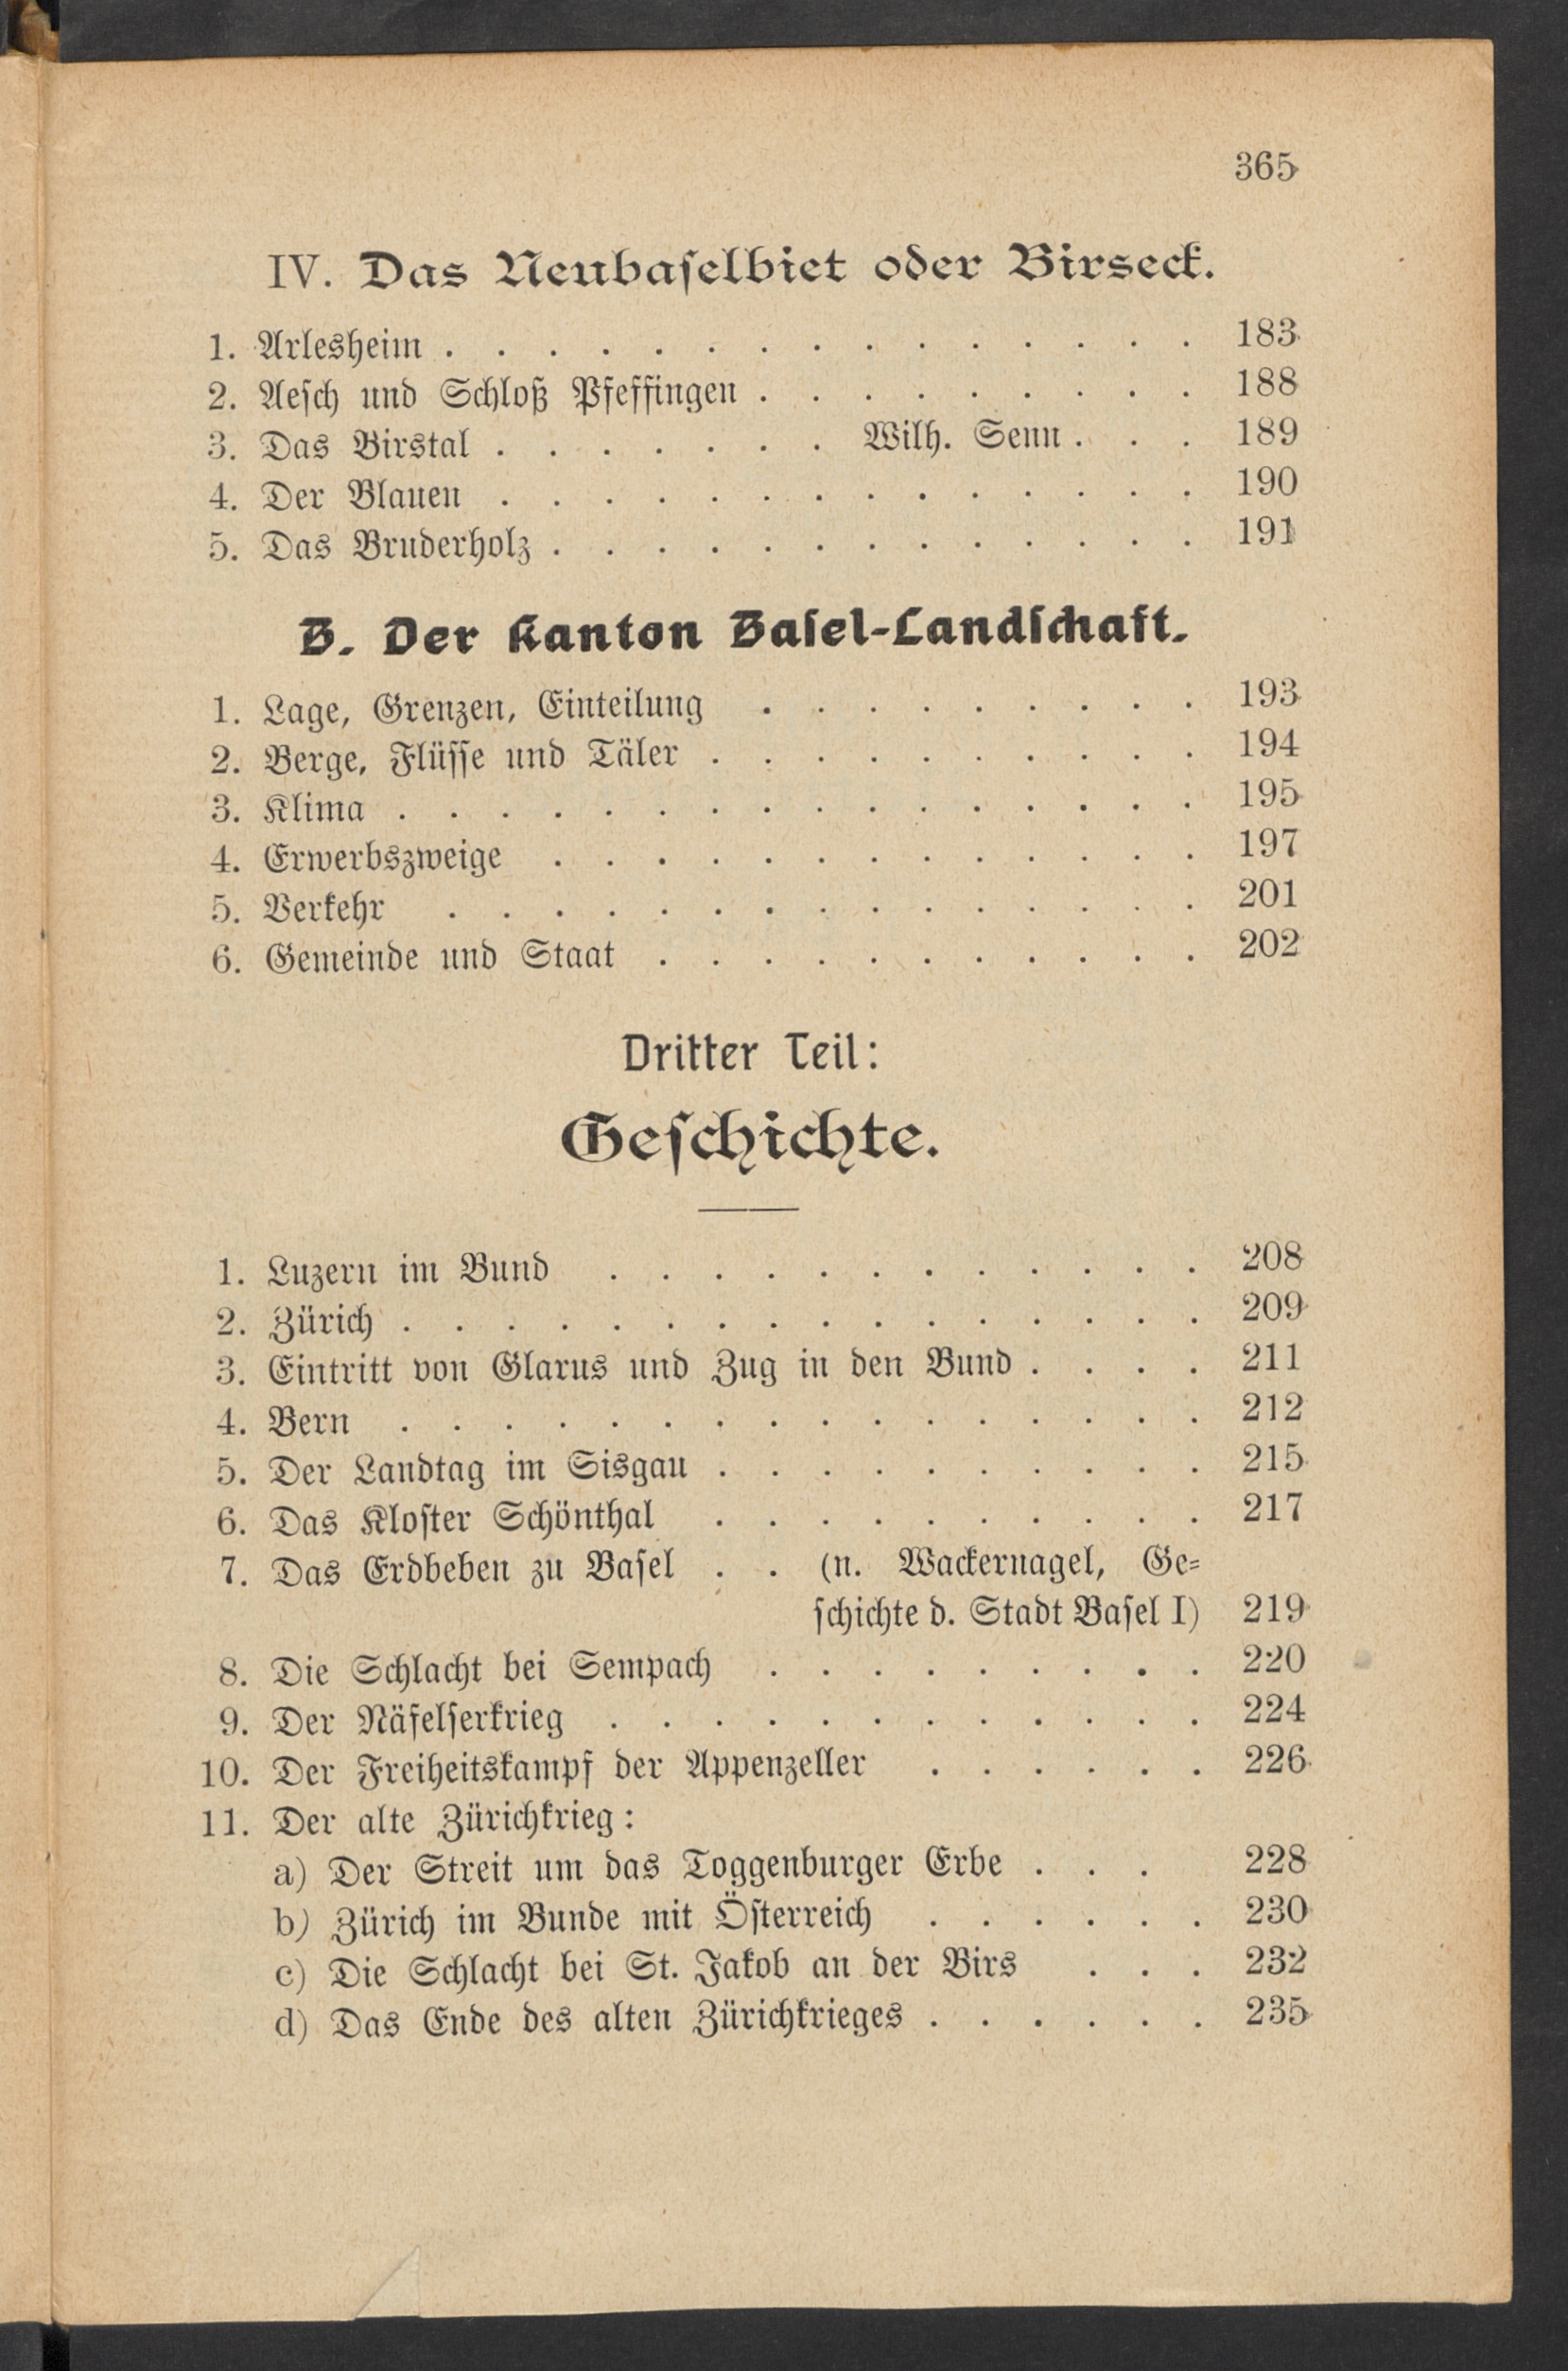 365
IV. Das Neubaselbiet oder Birseck.
1. Arlesheim . . . . . . . . . . . . . . . 183
2. Aesch und Schloß Pfeffingen . . . . . . . . . 188
3. Das Birstal . . . . . . . Wilh. Senn . . . 189
4. Der Blauen . . . . . . . . . . . . . . 190
5. Das Bruderholz . . . . . . . . . . . . . 191
B. Der Kanton Basel-Landschaft.
1. Lage, Grenzen, Einteilung . . . . . . . . . 193
2. Berge, Flüsse und Täler . . . . . . . . . . 194
3. Klima . . . . . . . . . . . . . . . . 195
4. Erwerbszweige . . . . . . . . . . . . . 197
5. Verkehr . . . . . . . . . . . . . . . 201
6. Gemeinde und Staat . . . . . . . . . . . 202
Dritter Teil:
Geschichte.
1. Luzern im Bund . . . . . . . . . . . . 208
2. Zürich . . . . . . . . . . . . . . . . 209
3. Eintritt von Glarus und Zug in den Bund . . . . 211
4. Bern . . . . . . . . . . . . . . . . 212
5. Der Landtag im Sisgau . . . . . . . . . . 215
6. Das Kloster Schönthal . . . . . . . . . . 217
7. Das Erdbeben zu Basel . . (n. Wackernagel, Ge-
schichte d. Stadt Basel I) 219
8. Die Schlacht bei Sempach . . . . . . . . . 220
9. Der Näfelserkrieg . . . . . . . . . . . . 224
10. Der Freiheitskampf der Appenzeller . . . . . . 226
11. Der alte Zürichkrieg:
a) Der Streit um das Toggenburger Erbe . . . 228
b) Zürich im Bunde mit Österreich . . . . . . 230
c) Die Schlacht bei St. Jakob an der Birs . . . 232
d) Das Ende des alten Zürichkrieges . . . . . . 235